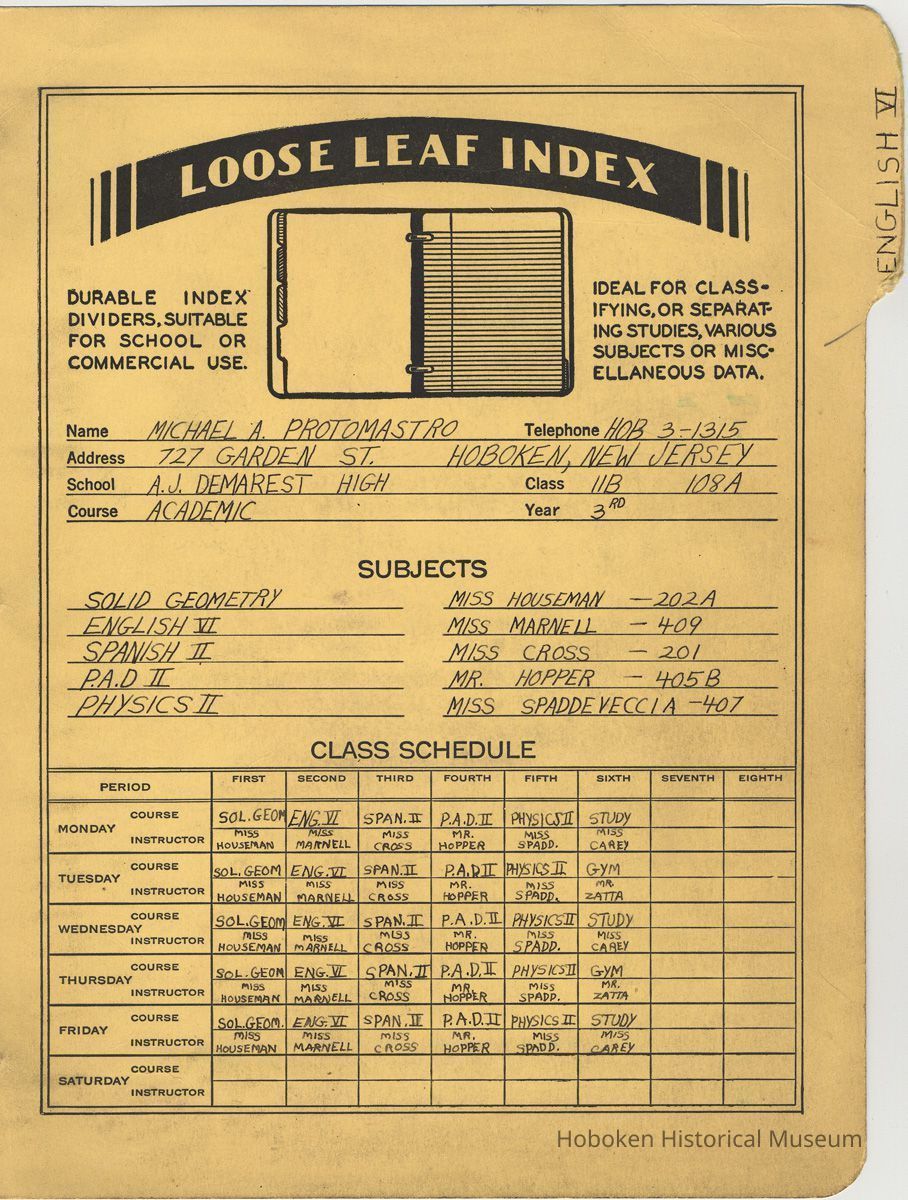 ENGLISH VI
LOOSE LEAF INDEX
DURABLE INDEX
DIVIDERS, SUITABLE
FOR SCHOOL OR
COMMERCIAL USE.
IDEAL FOR CLASS-
IFYING, OR SEPARAT-
ING STUDIES, VARIOUS
SUBJECTS OR MISC-
ELLANEOUS DATA.
Name MICHAEL A. PROTOMASTRO Telephone HOB 3-1315
Address 727 GARDEN ST. HOBOKEN, NEW JERSEY
School A.J. DEMAREST HIGH Class 11B 108A
Course ACADEMIC Year 3RD
SUBJECTS
SOLID GEOMETRY MISS HOUSEMAN - 202A
ENGLISH VI MISS MARNELL - 409
SPANISH II MISS CROSS - 201
P.A.D II MR. HOPPER - 405B
PHYSICS II MISS SPADDEVECCIA - 407
CLASS SCHEDULE
PERIOD FIRST SECOND THIRD FOURTH FIFTH SIXTH SEVENTH EIGHTH
MONDAY COURSE SOL. GEOM ENG. VI SPAN. II P.A.D. II PHYSICS II STUDY
INSTRUCTOR MISS HOUSEMAN MISS MARNELL MISS CROSS MR. HOPPER MISS SPADD. MISS CAREY
TUESDAY COURSE SOL. GEOM ENG. VI SPAN. II P.A.D II PHYSICS II GYM
INSTRUCTOR MISS HOUSEMAN MISS MARNELL MISS CROSS MR. HOPPER MISS SPADD. MR. ZATTA
WEDNESDAY COURSE SOL. GEOM ENG. VI SPAN. II P.A.D. II PHYSICS II STUDY
INSTRUCTOR MISS HOUSEMAN MISS MARNELL MISS CROSS MR. HOPPER MISS SPADD. MISS CAREY
THURSDAY COURSE SOL. GEOM ENG. VI SPAN. II P.A.D. II PHYSICS II GYM
INSTRUCTOR MISS HOUSEMAN MISS MARNELL MISS CROSS MR. HOPPER MISS SPADD. MR. ZATTA
FRIDAY COURSE SOL. GEOM. ENG. VI SPAN. II P.A.D. II PHYSICS II STUDY
INSTRUCTOR MISS HOUSEMAN MISS MARNELL MISS CROSS MR. HOPPER MISS SPADD. MISS CAREY
SATURDAY COURSE
INSTRUCTOR
Hoboken Historical Museum